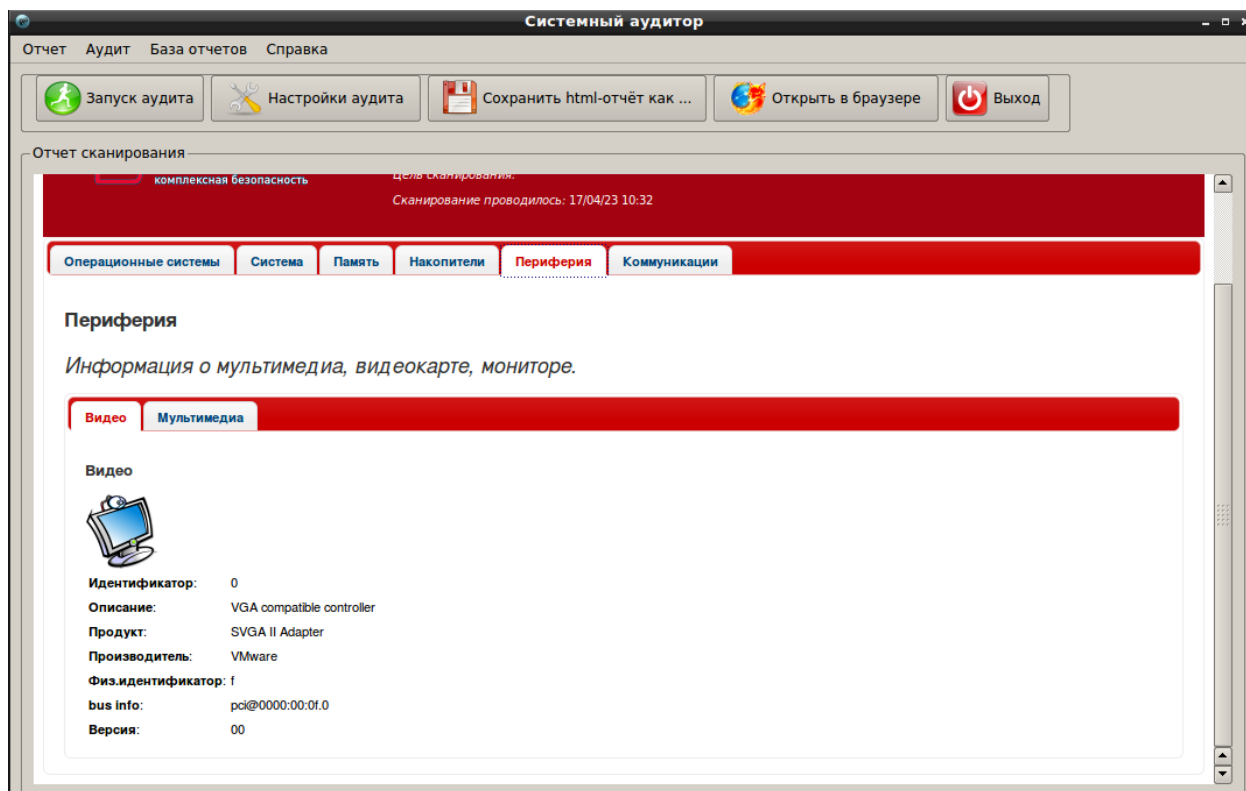 Системный аудитор
Отчет Аудит База отчетов Справка
Запуск аудита Настройки аудита Сохранить html-отчёт как ... Открыть в браузере Выход
Отчет сканирования
комплексная безопасность
Цель сканирования:
Сканирование проводилось: 17/04/23 10:32
Операционные системы Система Память Накопители Периферия Коммуникации
Периферия
Информация о мультимедиа, видеокарте, мониторе.
Видео Мультимедиа
Видео
Идентификатор: 0
Описание: VGA compatible controller
Продукт: SVGA II Adapter
Производитель: VMware
Физ.идентификатор: f
bus info: pci@0000:00:0f.0
Версия: 00